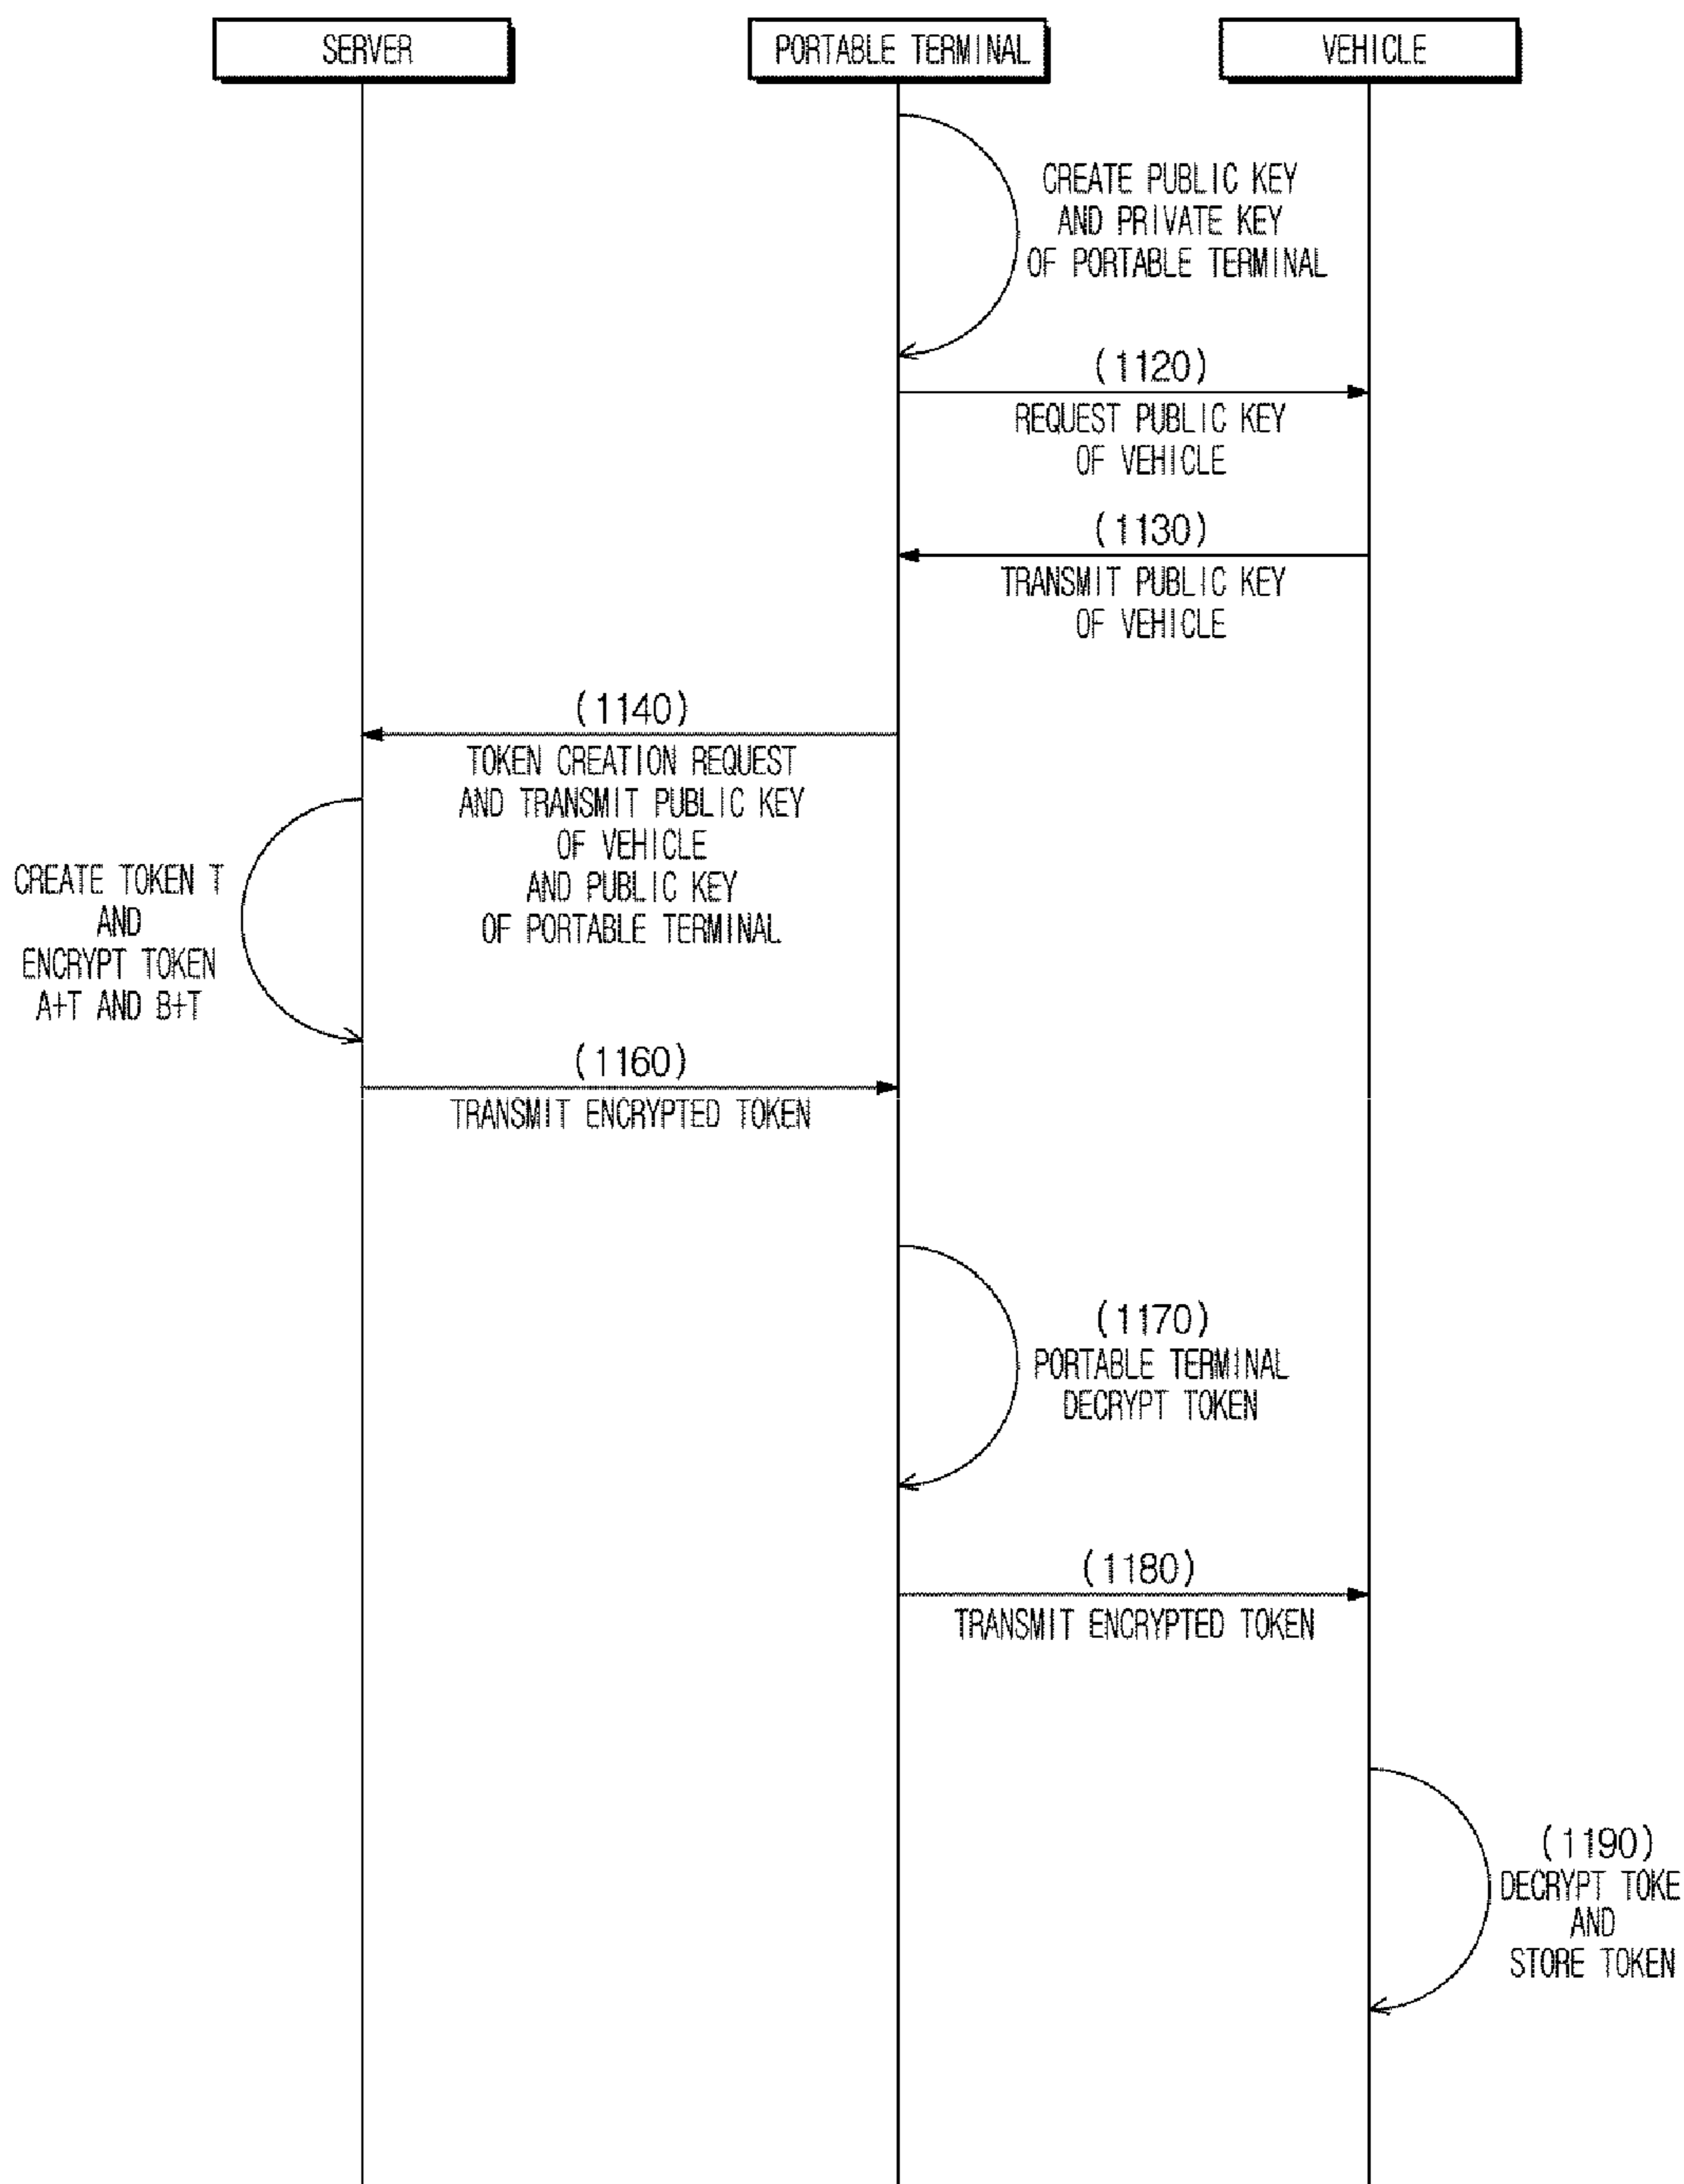 SERVER
PORTABLE TERMINAL
VEHICLE
CREATE PUBLIC KEY
AND PRIVATE KEY
OF PORTABLE TERMINAL
(1120)
REQUEST PUBLIC KEY
OF VEHICLE
(1130)
TRANSMIT PUBLIC KEY
OF VEHICLE
(1140)
TOKEN CREATION REQUEST
AND TRANSMIT PUBLIC KEY
OF VEHICLE
AND PUBLIC KEY
OF PORTABLE TERMINAL
CREATE TOKEN T
AND
ENCRYPT TOKEN
A+T AND B+T
(1160)
TRANSMIT ENCRYPTED TOKEN
(1170)
PORTABLE TERMINAL
DECRYPT TOKEN
(1180)
TRANSMIT ENCRYPTED TOKEN
(1190)
DECRYPT TOKE
AND
STORE TOKEN